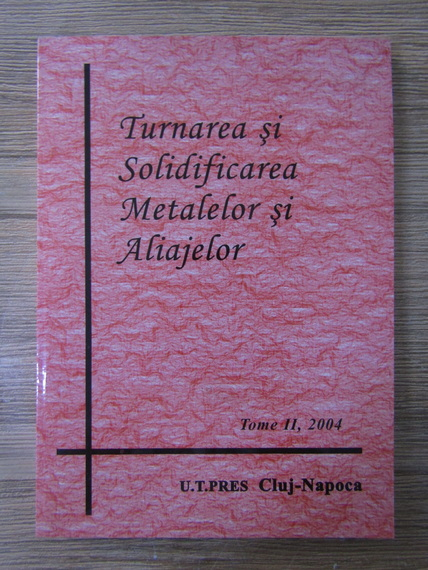 Turnarea şi
Solidificarea
Metalelor şi
Aliajelor
Tome II, 2004
U.T.PRES Cluj-Napoca